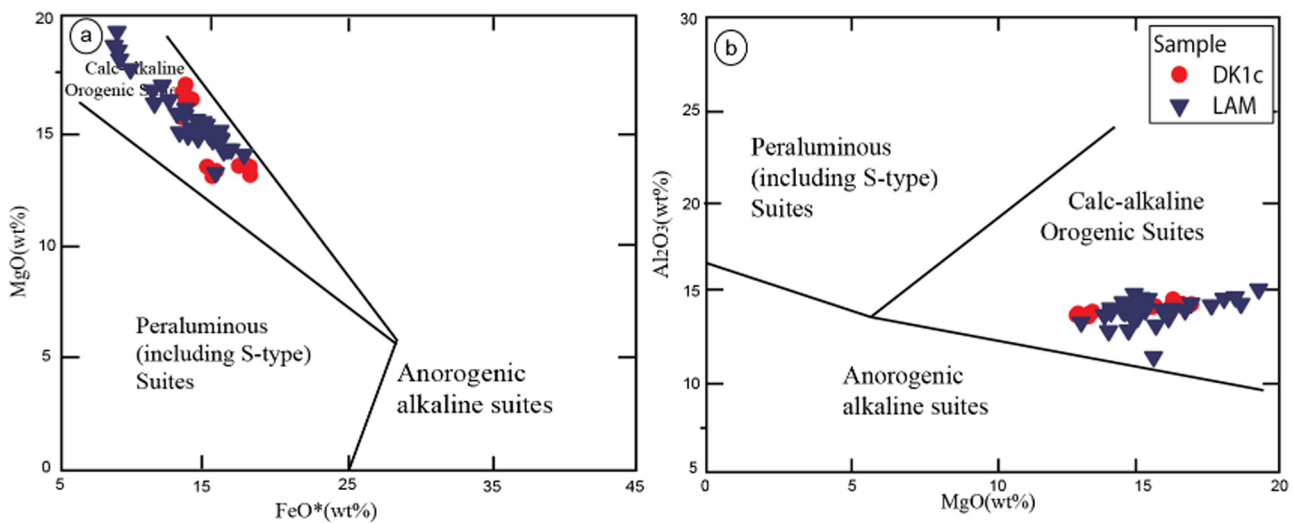 a
20
15
10
5
0
MgO(wt%)
Calc-alkaline
Orogenic Suites
Peraluminous
(including S-type)
Suites
Anorogenic
alkaline suites
5
15
25
35
45
FeO*(wt%)
b
30
25
20
15
10
5
Al₂O₃(wt%)
Sample
DK1c
LAM
Peraluminous
(including S-type)
Suites
Calc-alkaline
Orogenic Suites
Anorogenic
alkaline suites
0
5
10
15
20
MgO(wt%)